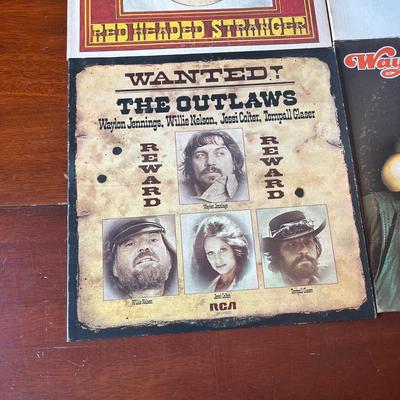 RED HEADED STRANGER
Way
WANTED!
THE OUTLAWS
Waylon Jennings, Willie Nelson, Jessi Colter, Tompall Glaser
REWARD
REWARD
Waylon Jennings
Willie Nelson
Jessi Colter
Tompall Glaser
RCA